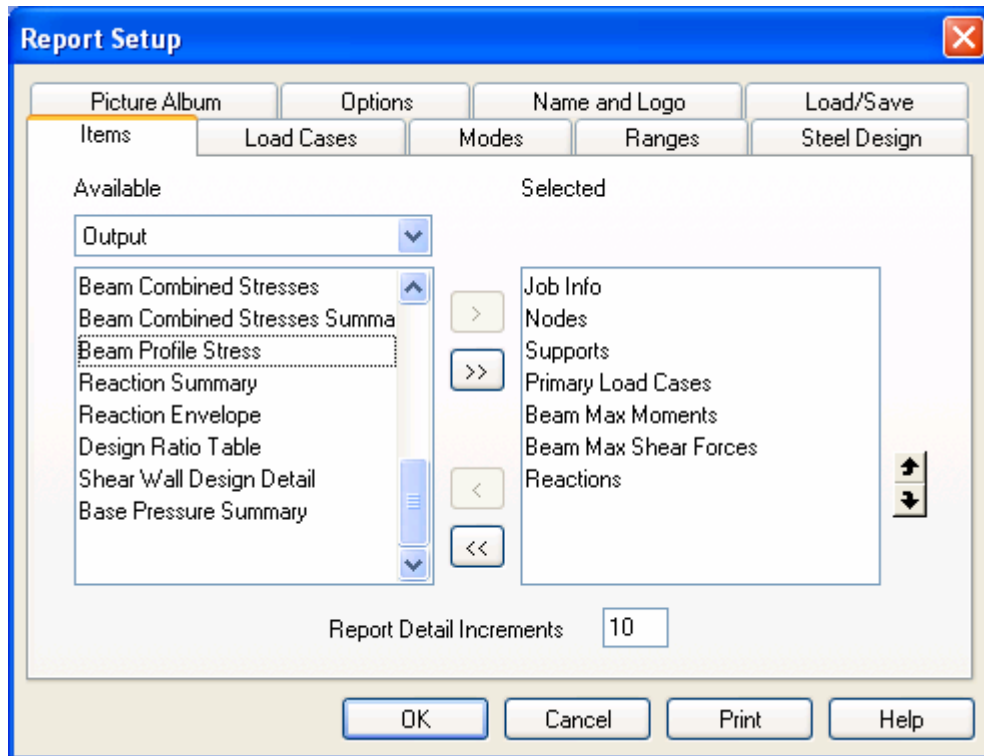 Report Setup
Picture Album
Options
Name and Logo
Load/Save
Items
Load Cases
Modes
Ranges
Steel Design
Available
Selected
Output
Beam Combined Stresses
Beam Combined Stresses Summa
Beam Profile Stress
Reaction Summary
Reaction Envelope
Design Ratio Table
Shear Wall Design Detail
Base Pressure Summary
>
>>
<
<<
Job Info
Nodes
Supports
Primary Load Cases
Beam Max Moments
Beam Max Shear Forces
Reactions
Report Detail Increments 10
OK
Cancel
Print
Help